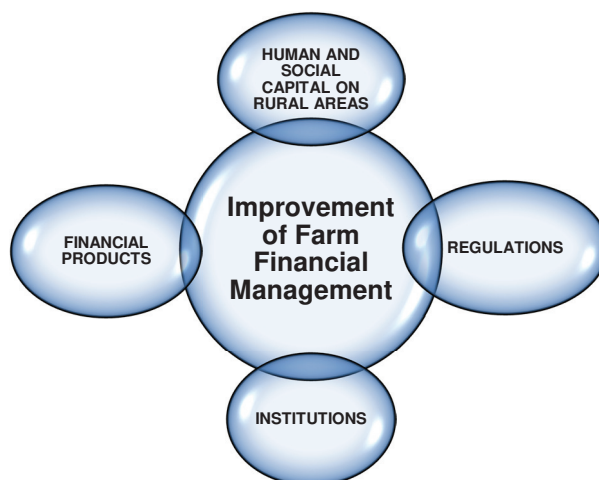 HUMAN AND
SOCIAL
CAPITAL ON
RURAL AREAS
Improvement
of Farm
Financial
Management
FINANCIAL
PRODUCTS
REGULATIONS
INSTITUTIONS